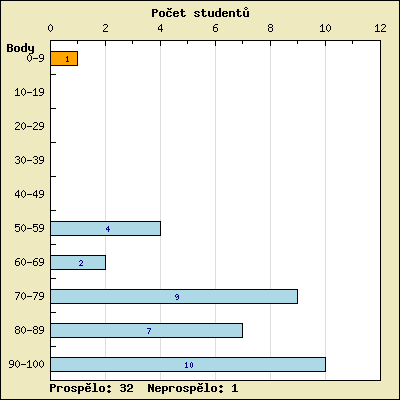 Počet studentů
0 2 4 6 8 10 12
Body
0-9 1
10-19
20-29
30-39
40-49
50-59 4
60-69 2
70-79 9
80-89 7
90-100 10
Prospělo: 32 Neprospělo: 1